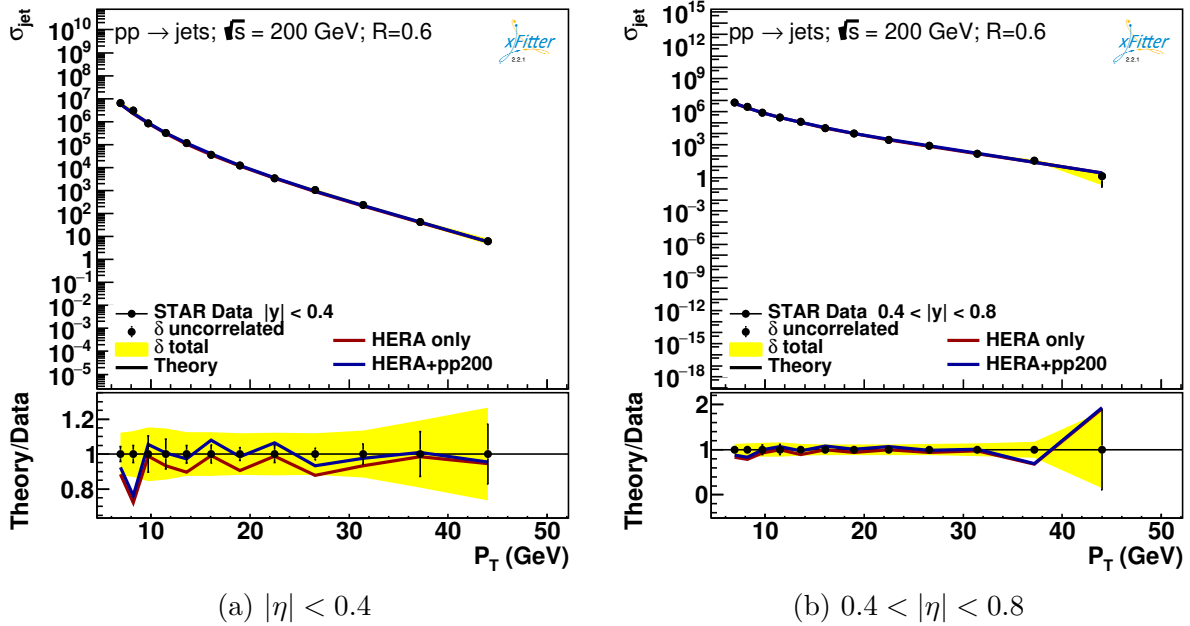 σ_jet
10^10
10^9
10^8
10^7
10^6
10^5
10^4
10^3
10^2
10
1
10^−1
10^−2
10^−3
10^−4
10^−5
pp → jets; √s = 200 GeV; R=0.6
xFitter
2.2.1
STAR Data |y| < 0.4
δ uncorrelated
δ total
Theory
HERA only
HERA+pp200
Theory/Data
1.2
1
0.8
10 20 30 40 50
P_T (GeV)
(a) |η| < 0.4
σ_jet
10^15
10^12
10^9
10^6
10^3
1
10^−3
10^−6
10^−9
10^−12
10^−15
10^−18
pp → jets; √s = 200 GeV; R=0.6
xFitter
2.2.1
STAR Data 0.4 < |y| < 0.8
δ uncorrelated
δ total
Theory
HERA only
HERA+pp200
Theory/Data
2
1
0
10 20 30 40 50
P_T (GeV)
(b) 0.4 < |η| < 0.8